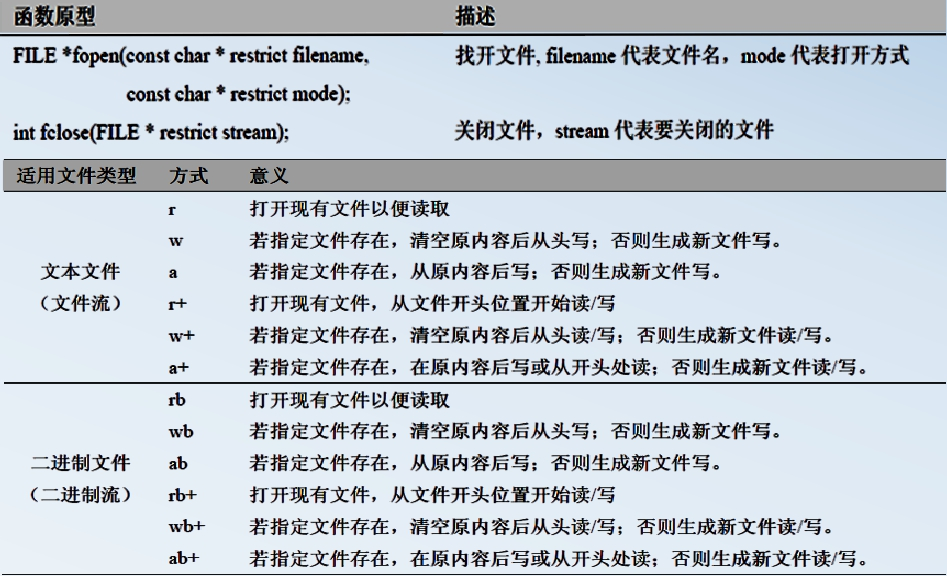 函数原型 描述
FILE *fopen(const char * restrict filename, 找开文件, filename 代表文件名，mode 代表打开方式
const char * restrict mode);
int fclose(FILE * restrict stream); 关闭文件，stream 代表要关闭的文件
适用文件类型 方式 意义
r 打开现有文件以便读取
w 若指定文件存在，清空原内容后从头写；否则生成新文件写。
文本文件 a 若指定文件存在，从原内容后写；否则生成新文件写。
（文件流） r+ 打开现有文件，从文件开头位置开始读/写
w+ 若指定文件存在，清空原内容后从头读/写；否则生成新文件读/写。
a+ 若指定文件存在，在原内容后写或从开头处读；否则生成新文件读/写。
rb 打开现有文件以便读取
wb 若指定文件存在，清空原内容后从头写；否则生成新文件写。
二进制文件 ab 若指定文件存在，从原内容后写；否则生成新文件写。
（二进制流） rb+ 打开现有文件，从文件开头位置开始读/写
wb+ 若指定文件存在，清空原内容后从头读/写；否则生成新文件读/写。
ab+ 若指定文件存在，在原内容后写或从开头处读；否则生成新文件读/写。